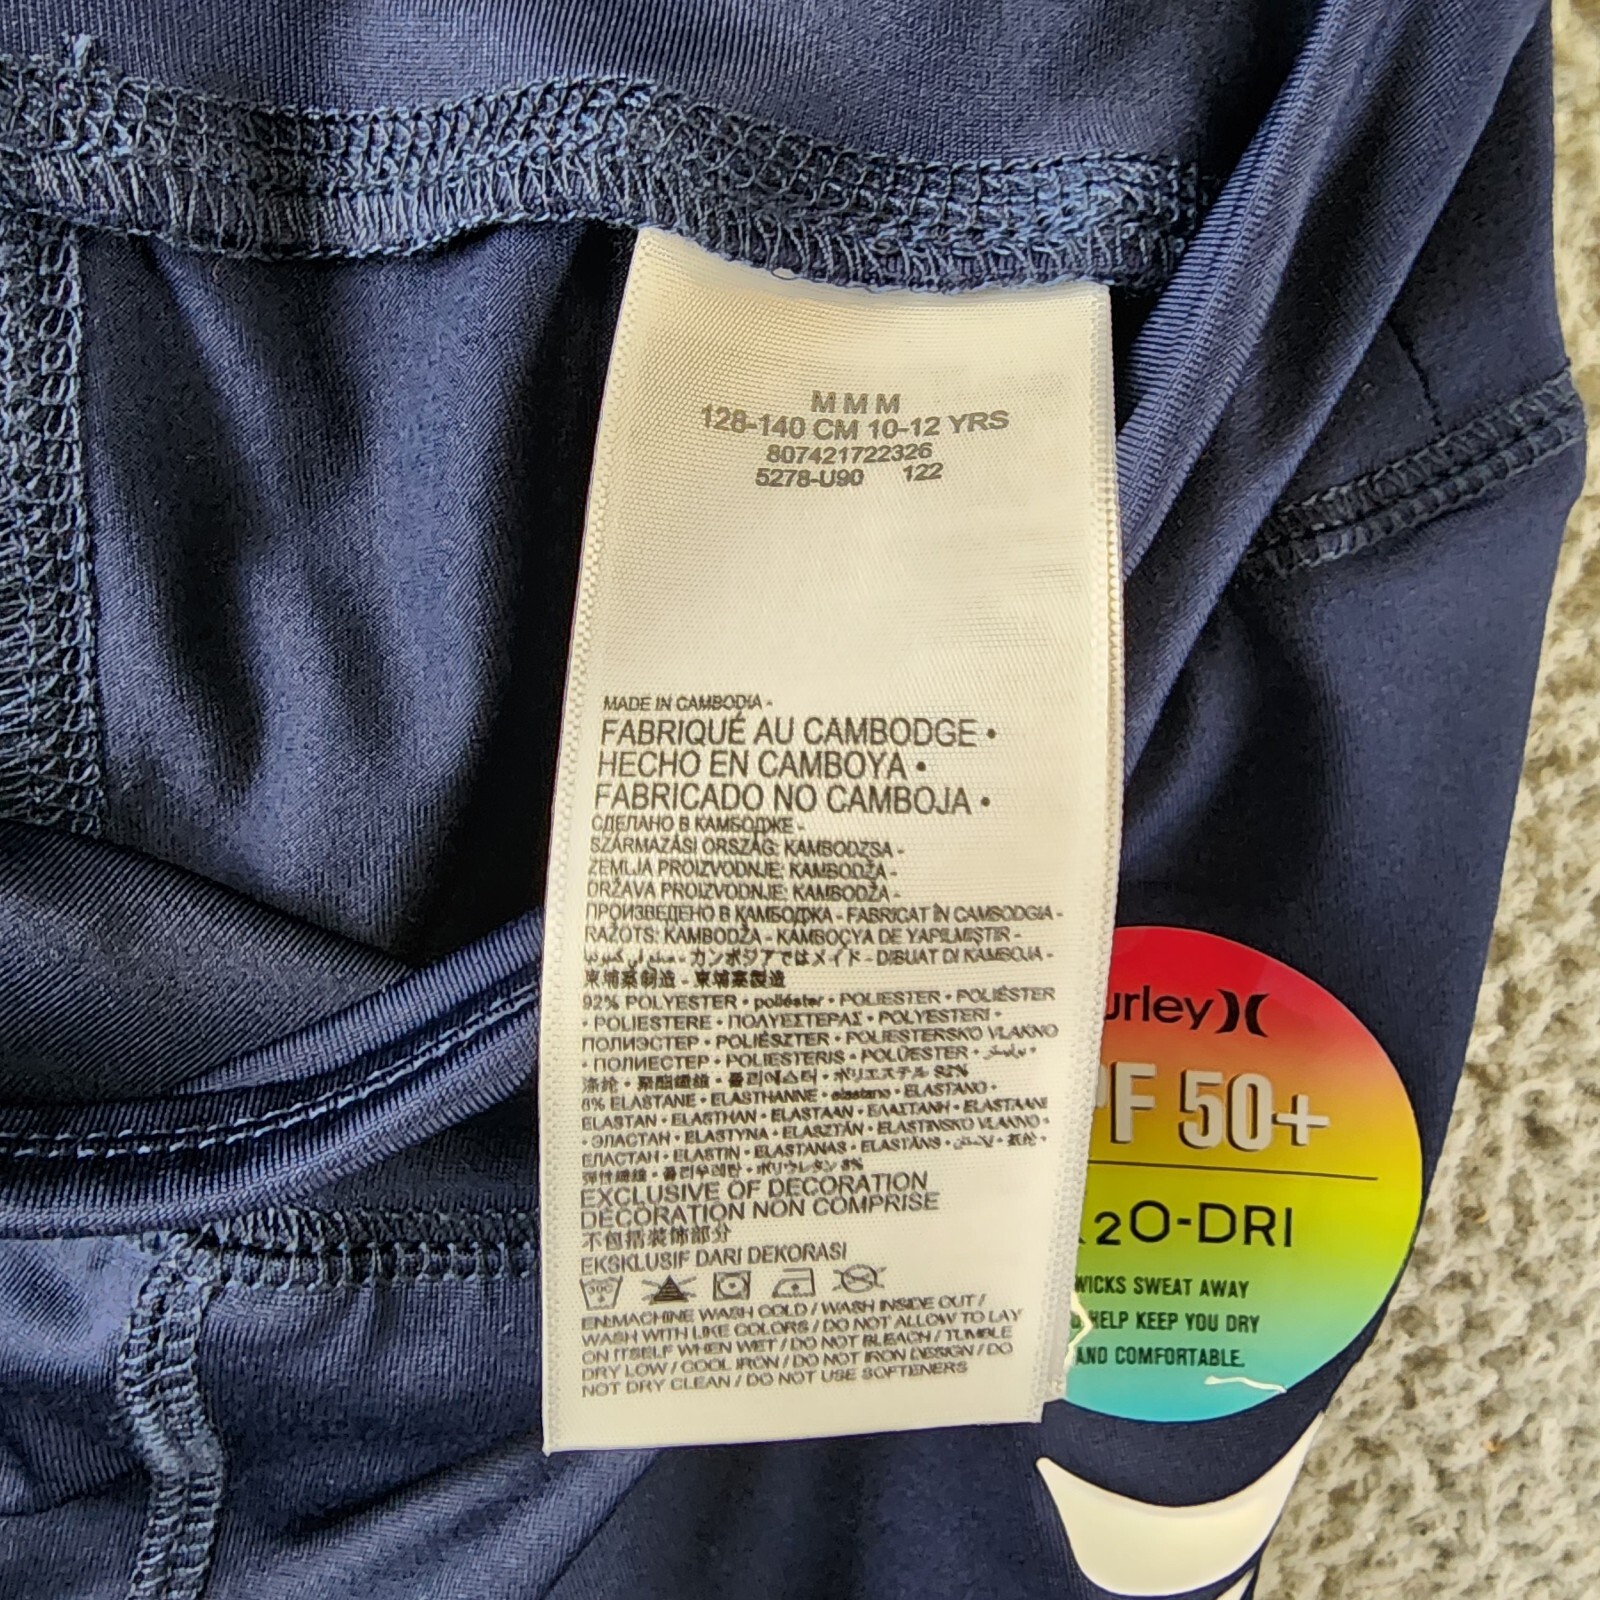 M M M
128-140 CM 10-12 YRS
807421722326
5278-U90 122
MADE IN CAMBODIA -
FABRIQUÉ AU CAMBODGE •
HECHO EN CAMBOYA •
FABRICADO NO CAMBOJA •
СДЕЛАНО В КАМБОДЖЕ -
SZÁRMAZÁSI ORSZÁG: KAMBODZSA -
ZEMLJA PROIZVODNJE: KAMBODŽA -
DRŽAVA PROIZVODNJE: KAMBODŽA -
ПРОИЗВЕДЕНО В КАМБОДЖА - FABRICAT ÎN CAMBODGIA -
RAŽOTS: KAMBODŽA - KAMBOÇYA DE YAPILMIŞTIR -
カンボジアではメイド - DIBUAT DI KAMBOJA -
柬埔寨制造 - 柬埔寨製造
92% POLYESTER • poliéster • POLIESTER • POLIÉSTER
• POLIESTERE • ΠΟΛΥΕΣΤΕΡΑΣ • POLYESTERI •
ПОЛИЭСТЕР • POLIÉSZTER • POLIESTERSKO VLAKNO
• ПОЛИЕСТЕР • POLIESTERIS • POLÜESTER •
涤纶 • 聚酯纖維 • 폴리에스터 • ポリエステル 92%
8% ELASTANE • ELASTHANNE • elastano • ELASTANO •
ELASTAN • ELASTHAN • ELASTAAN • ΕΛΑΣΤΑΝΗ • ELASTAANI
• ЭЛАСТАН • ELASTYNA • ELASZTÁN • ELASTINSKO VLAKNO •
ЕЛАСТАН • ELASTIN • ELASTANAS • ELASTĀNS •
彈性纖維 • 폴리우레탄 • ポリウレタン 8%
EXCLUSIVE OF DECORATION
DÉCORATION NON COMPRISE
不包括装饰部分
EKSKLUSIF DARI DEKORASI
30C
EN:MACHINE WASH COLD / WASH INSIDE OUT /
WASH WITH LIKE COLORS / DO NOT ALLOW TO LAY
ON ITSELF WHEN WET / DO NOT BLEACH / TUMBLE
DRY LOW / COOL IRON / DO NOT IRON DESIGN / DO
NOT DRY CLEAN / DO NOT USE SOFTENERS
urley
PF 50+
2O-DRI
WICKS SWEAT AWAY
HELP KEEP YOU DRY
AND COMFORTABLE.